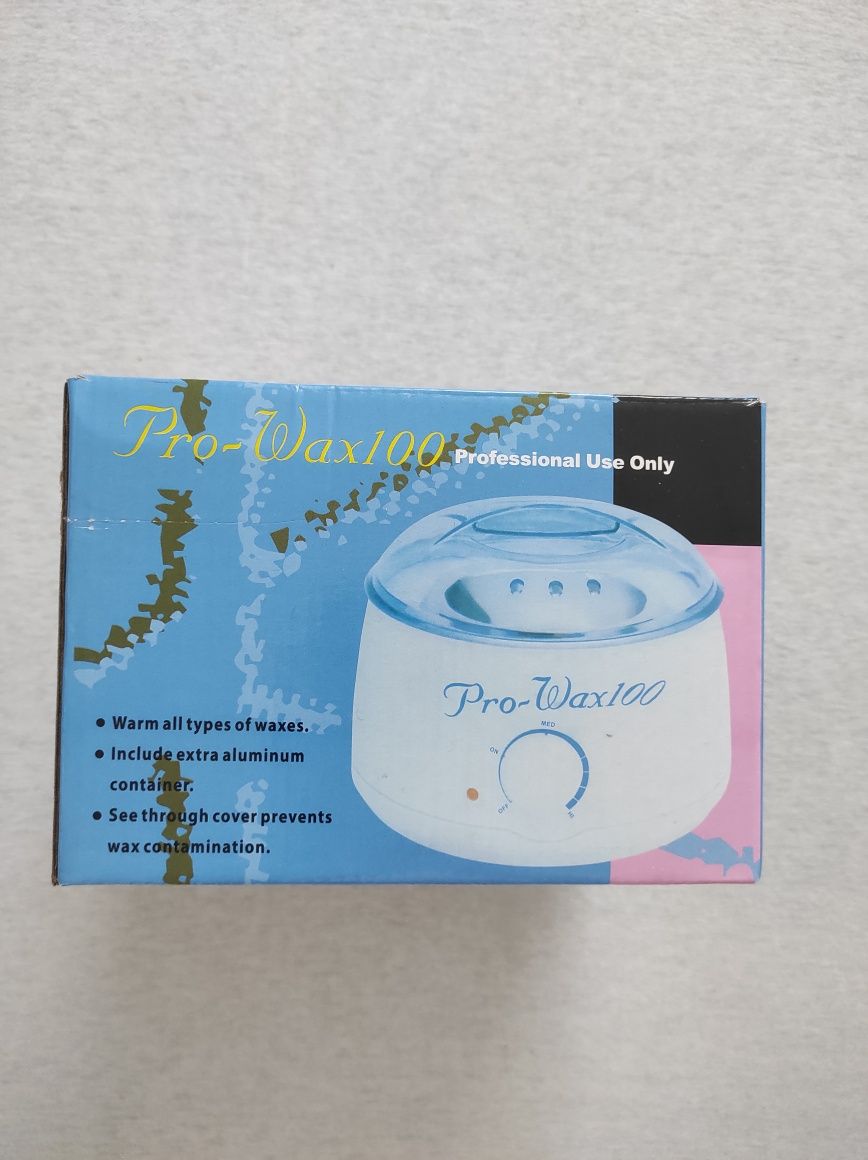 Pro-Wax100 Professional Use Only
Pro-Wax100
MED
ON
OFF
HI
• Warm all types of waxes.
• Include extra aluminum
container.
• See through cover prevents
wax contamination.